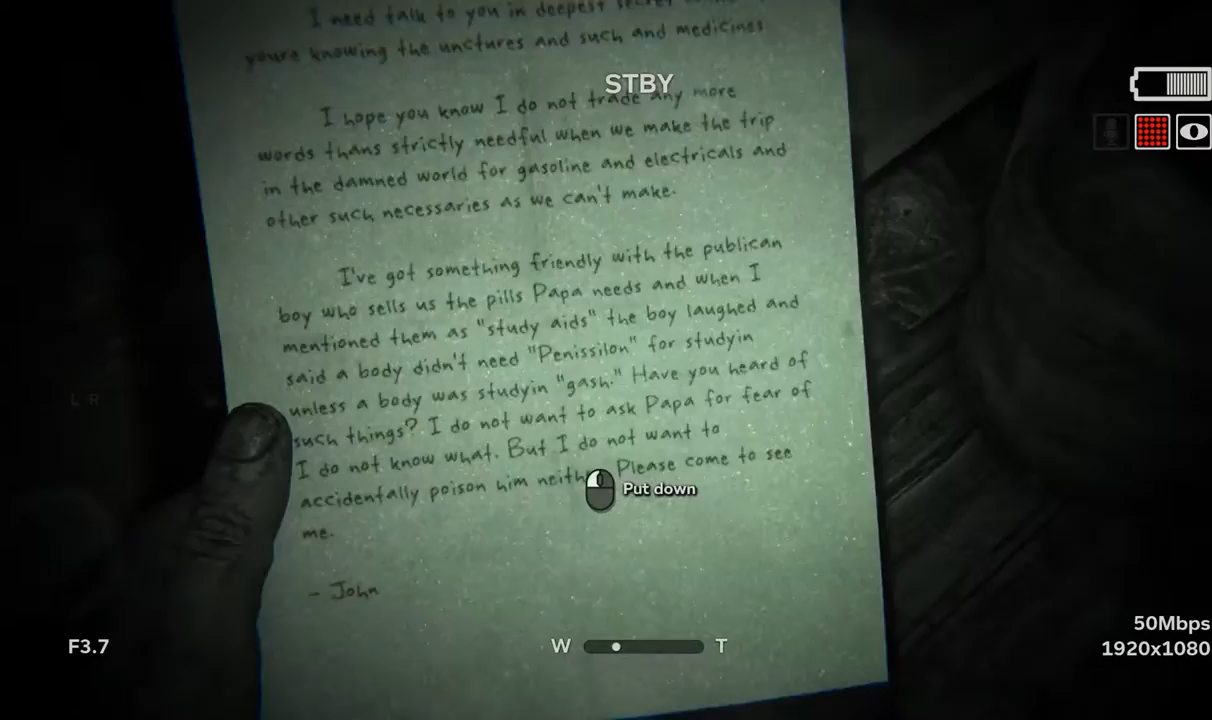 I need talk to you in deepest secret
youre knowing the unctures and such and medicines
STBY
I hope you know I do not trade any more
words thans strictly needful when we make the trip
in the damned world for gasoline and electricals and
other such necessaries as we can't make.
I've got something friendly with the publican
boy who sells us the pills Papa needs and when I
mentioned them as "study aids" the boy laughed and
said a body didn't need "Penissilon" for studyin
unless a body was studyin "gash." Have you heard of
such things? I do not want to ask Papa for fear of
I do not know what. But I do not want to
accidentally poison him Please come to see
me.
Put down
- John
L R
F3.7
W T
50Mbps
1920x1080